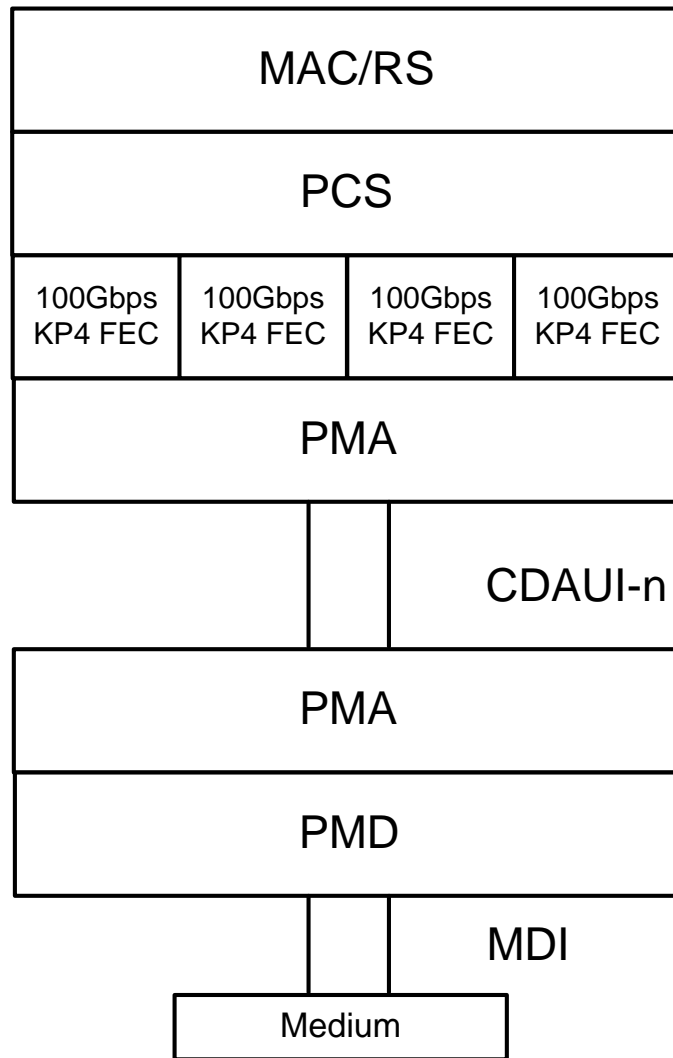 MAC/RS
PCS
100Gbps 100Gbps 100Gbps 100Gbps
KP4 FEC KP4 FEC KP4 FEC KP4 FEC
PMA
CDAUI-n
PMA
PMD
MDI
Medium